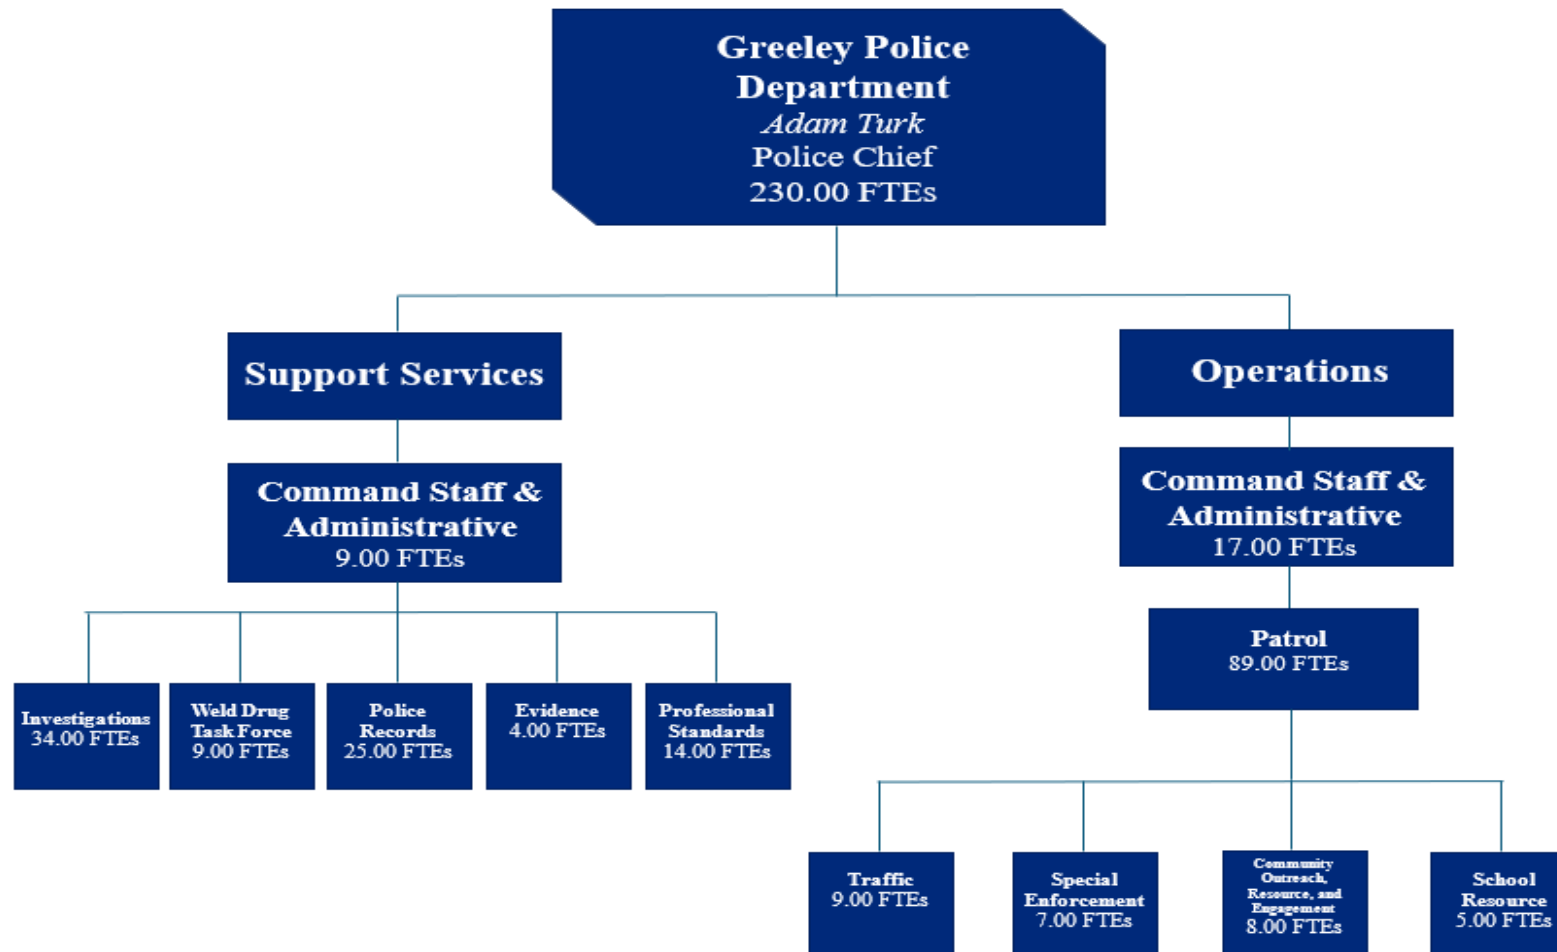 Greeley Police
Department
Adam Turk
Police Chief
230.00 FTEs
Support Services
Operations
Command Staff &
Administrative
9.00 FTEs
Command Staff &
Administrative
17.00 FTEs
Patrol
89.00 FTEs
Investigations
34.00 FTEs
Weld Drug
Task Force
9.00 FTEs
Police
Records
25.00 FTEs
Evidence
4.00 FTEs
Professional
Standards
14.00 FTEs
Traffic
9.00 FTEs
Special
Enforcement
7.00 FTEs
Community
Outreach,
Resource, and
Engagement
8.00 FTEs
School
Resource
5.00 FTEs